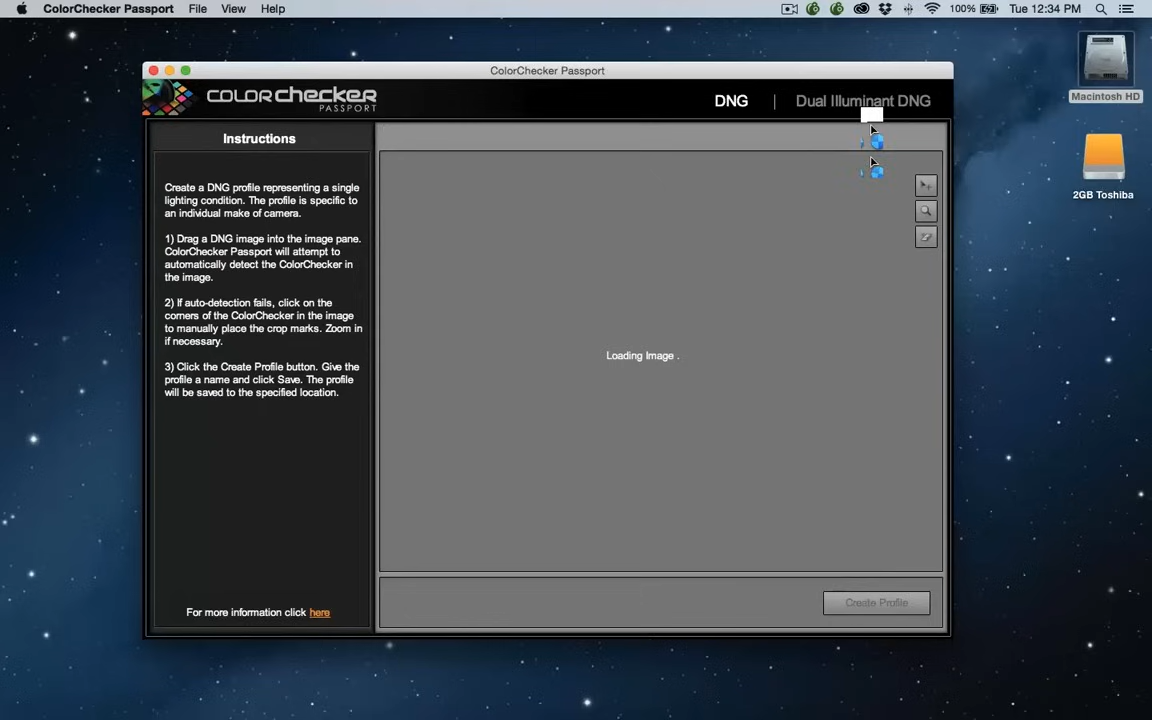 ColorChecker Passport File View Help
100% Tue 12:34 PM
ColorChecker Passport
COLORCHECKER
PASSPORT
DNG | Dual Illuminant DNG
Macintosh HD
2GB Toshiba
Instructions
Create a DNG profile representing a single
lighting condition. The profile is specific to
an individual make of camera.
1) Drag a DNG image into the image pane.
ColorChecker Passport will attempt to
automatically detect the ColorChecker in
the image.
2) If auto-detection fails, click on the
corners of the ColorChecker in the image
to manually place the crop marks. Zoom in
if necessary.
3) Click the Create Profile button. Give the
profile a name and click Save. The profile
will be saved to the specified location.
For more information click here
Loading Image .
Create Profile